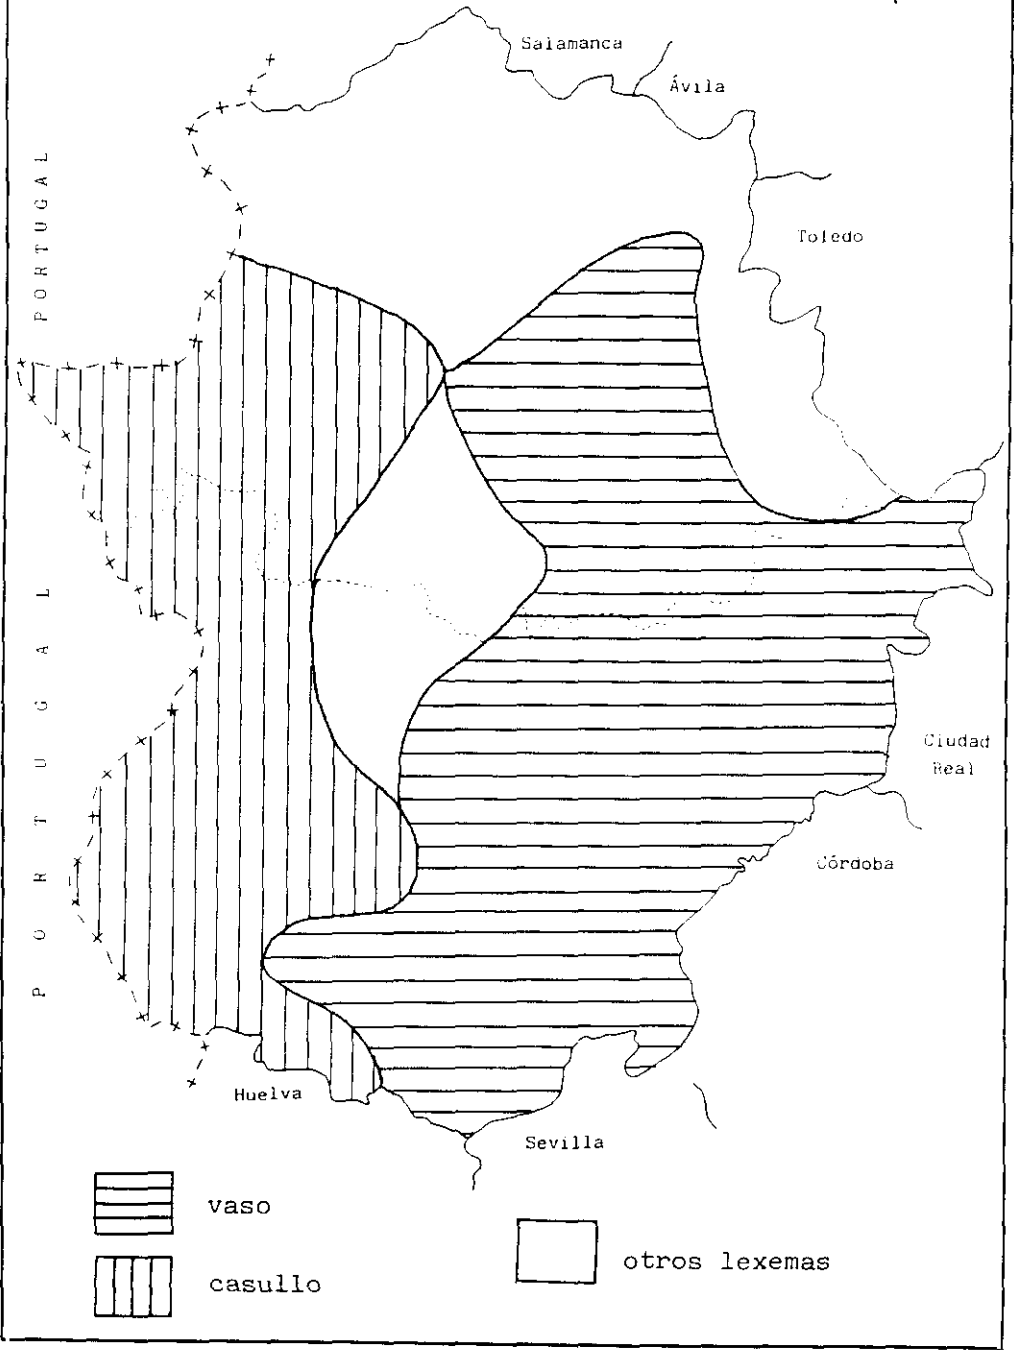 Salamanca
Ávila
PORTUGAL
Toledo
PORTUGAL
Ciudad
Real
Córdoba
Huelva
Sevilla
vaso
casullo
otros lexemas